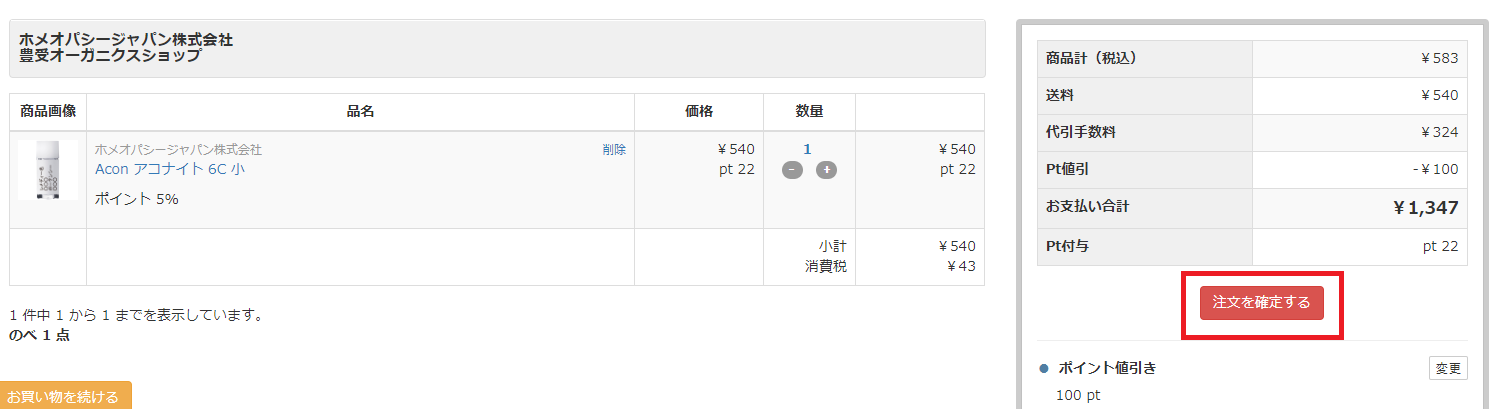 ホメオパシージャパン株式会社
豊受オーガニクスショップ
商品画像 品名 価格 数量
ホメオパシージャパン株式会社 削除 ¥540 1 ¥540
Acon アコナイト 6C 小 pt 22 - + pt 22
ポイント 5%
小計 ¥540
消費税 ¥43
1 件中 1 から 1 までを表示しています。
のべ 1 点
お買い物を続ける
商品計（税込） ¥583
送料 ¥540
代引手数料 ¥324
Pt値引 -¥100
お支払い合計 ¥1,347
Pt付与 pt 22
注文を確定する
ポイント値引き 変更
100 pt